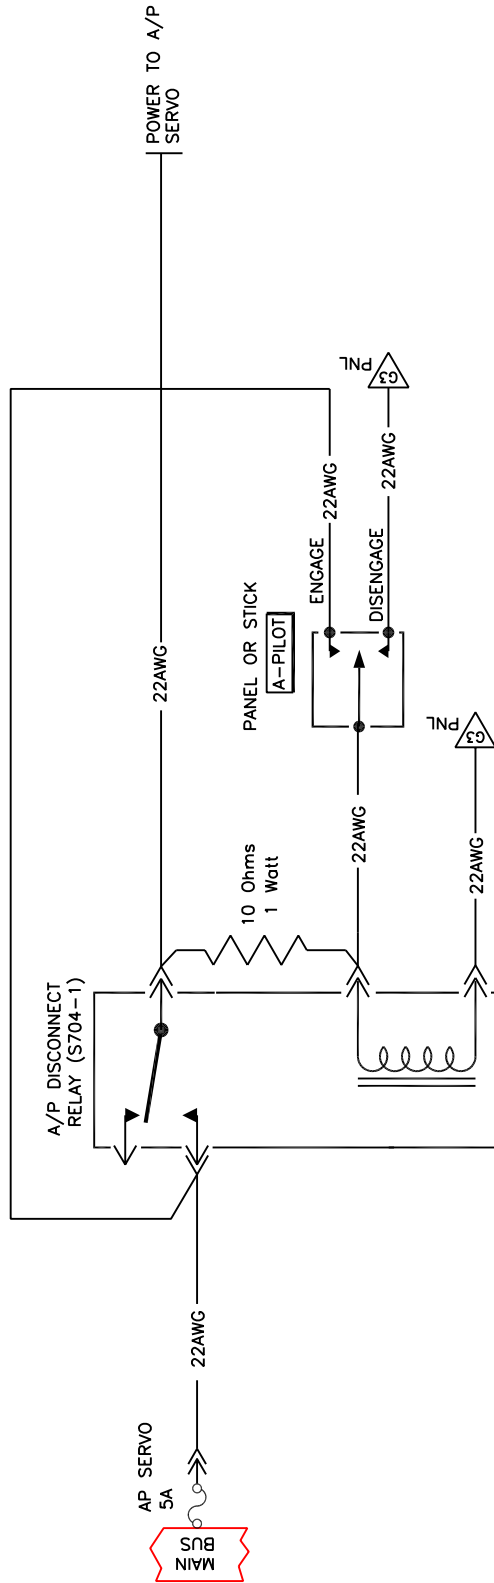 MAIN
BUS
AP SERVO
5A
22AWG
A/P DISCONNECT
RELAY (S704-1)
10 Ohms
1 Watt
22AWG
22AWG
22AWG
G3
PNL
PANEL OR STICK
A-PILOT
ENGAGE
DISENGAGE
22AWG
22AWG
G3
PNL
POWER TO A/P
SERVO